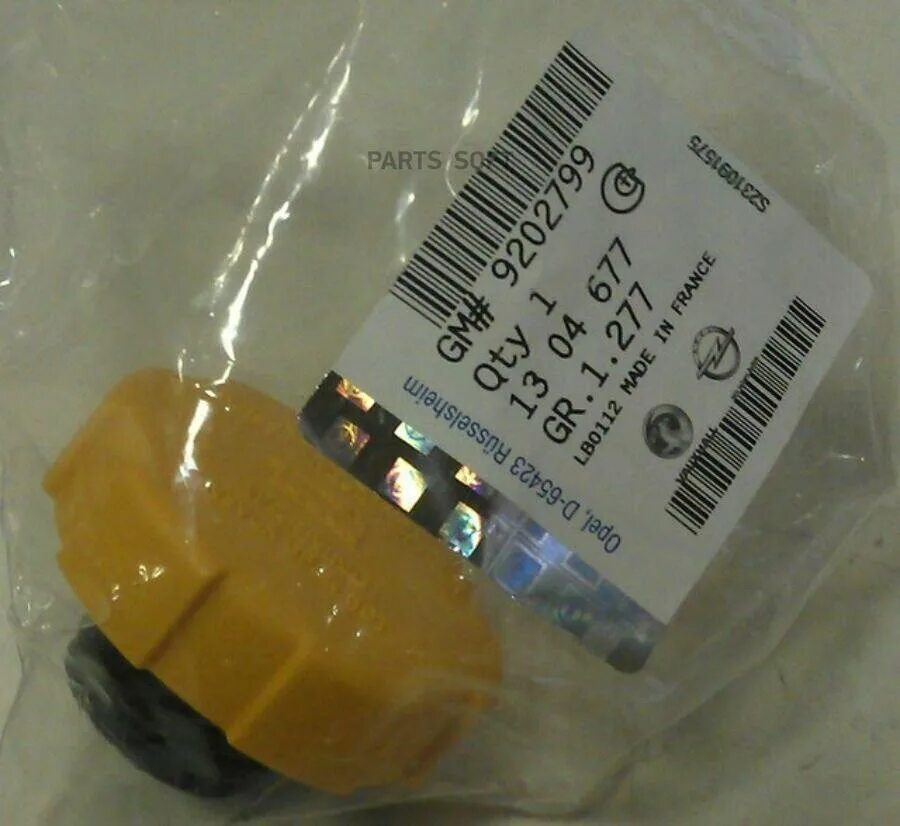 PARTS SOFT
GM# 9202799
Qty 1
13 04 677
GR.1.277
LB0112 MADE IN FRANCE
S231091575
Opel, D-65423 Rüsselsheim